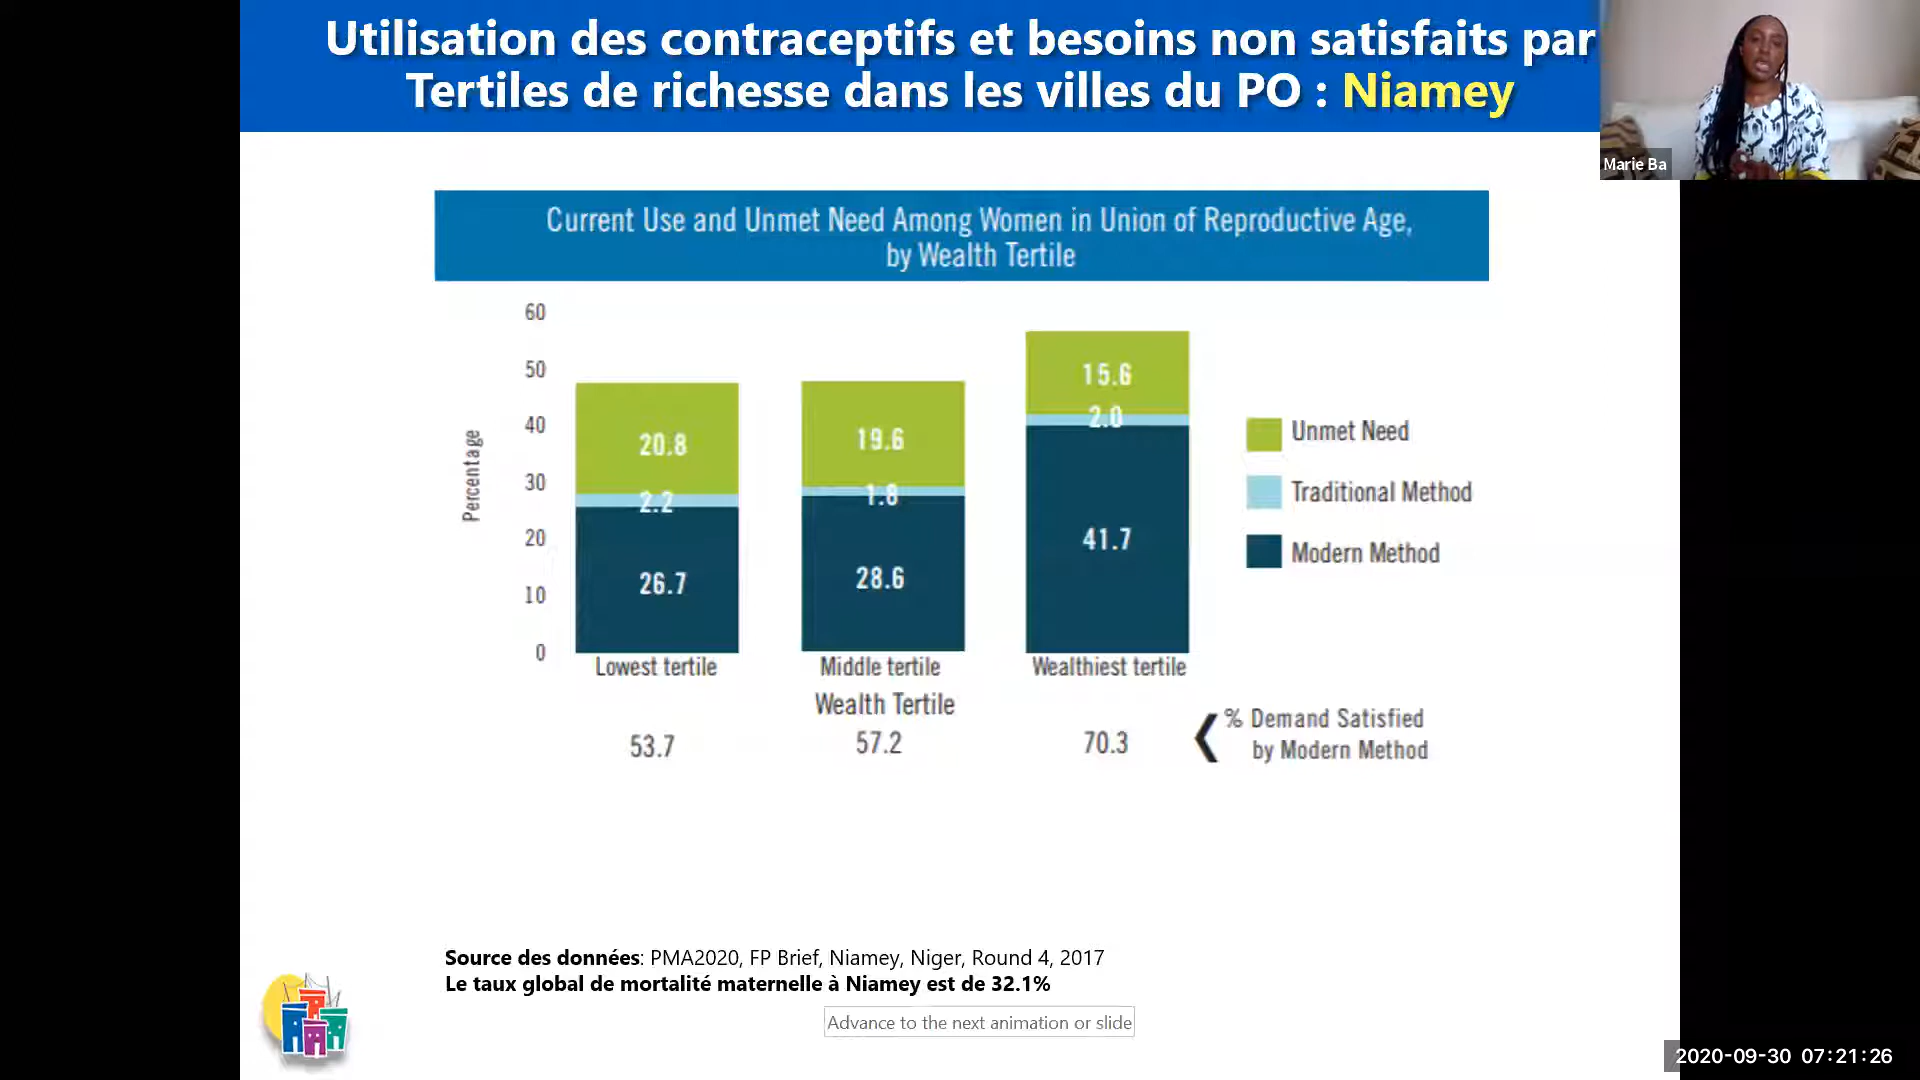 Utilisation des contraceptifs et besoins non satisfaits par
Tertiles de richesse dans les villes du PO : Niamey
Marie Ba
Current Use and Unmet Need Among Women in Union of Reproductive Age,
by Wealth Tertile
Percentage
60
50
40
30
20
10
0
20.8
2.2
26.7
19.6
1.8
28.6
15.6
2.0
41.7
Unmet Need
Traditional Method
Modern Method
Lowest tertile
Middle tertile
Wealthiest tertile
Wealth Tertile
53.7
57.2
70.3
% Demand Satisfied
by Modern Method
Source des données: PMA2020, FP Brief, Niamey, Niger, Round 4, 2017
Le taux global de mortalité maternelle à Niamey est de 32.1%
Advance to the next animation or slide
2020-09-30 07:21:26